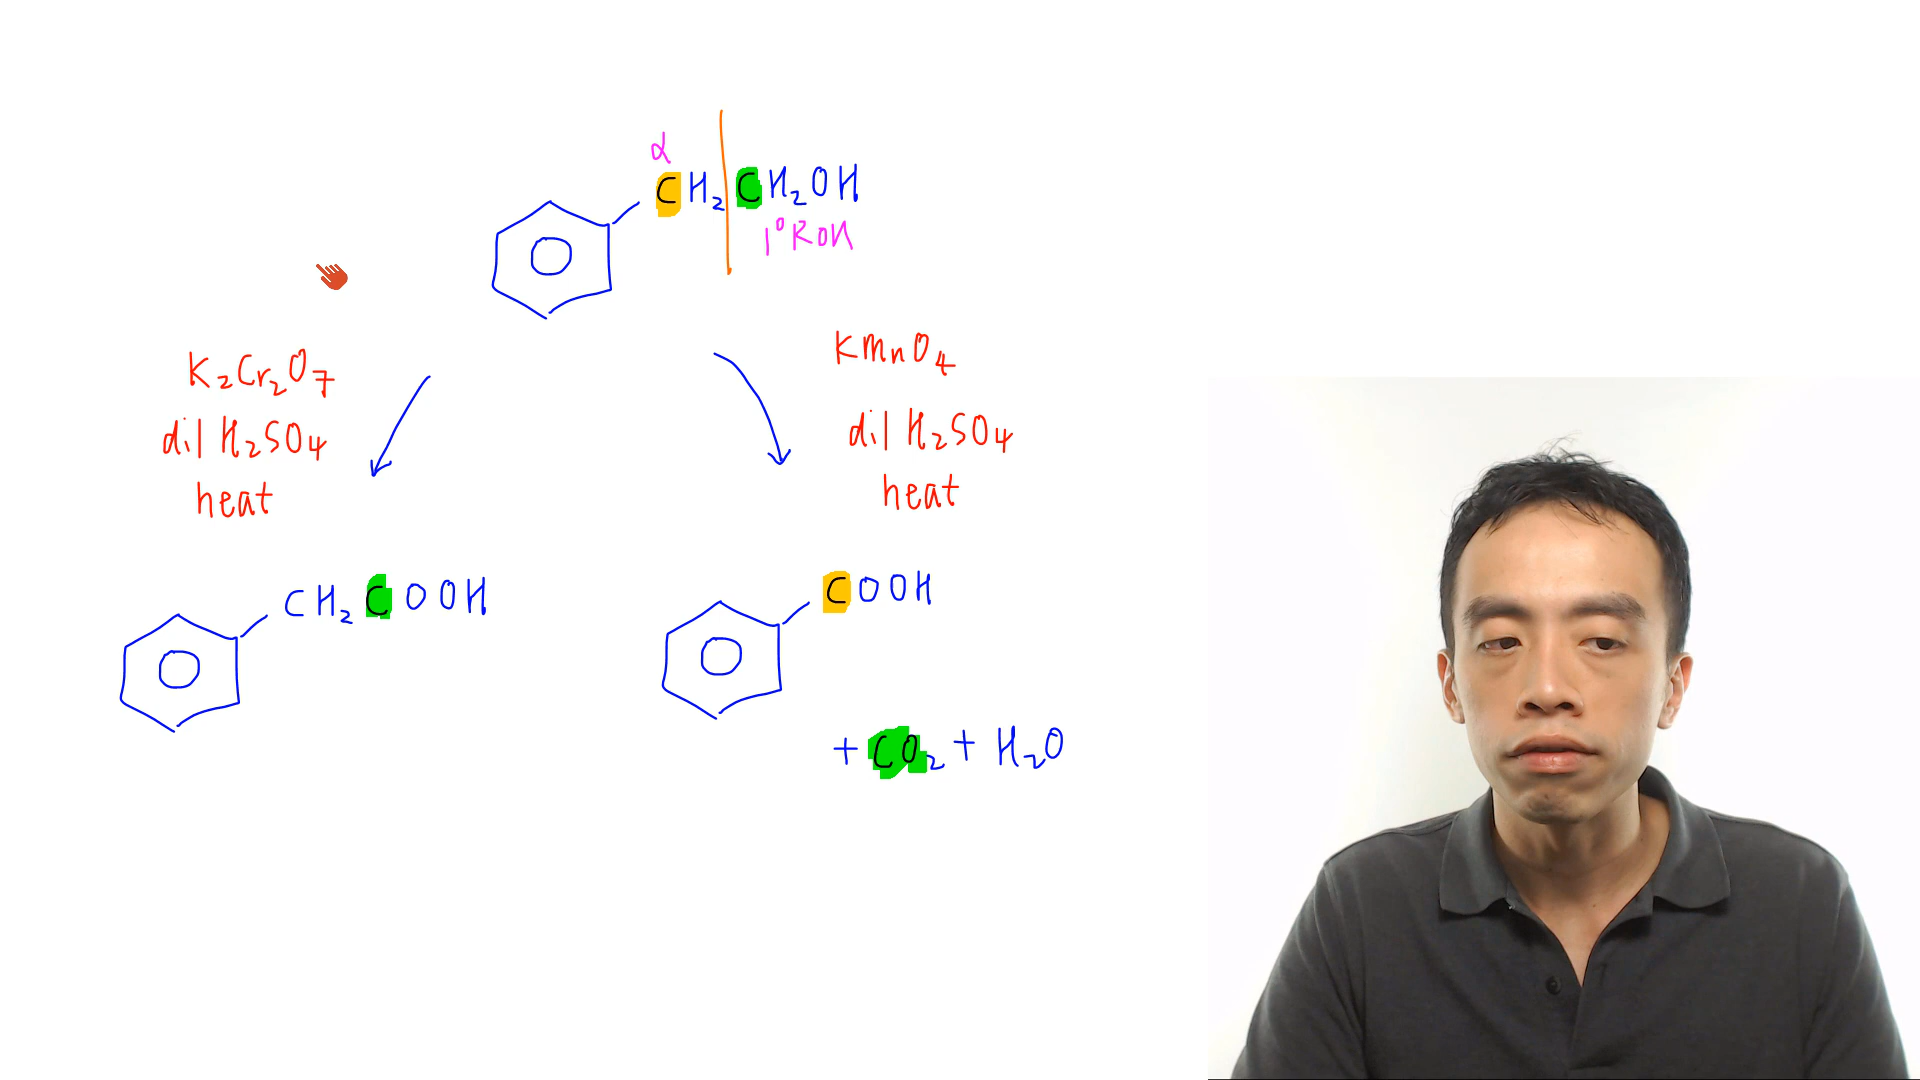 α
CH₂CH₂OH
1° ROH
K₂Cr₂O₇
dil H₂SO₄
heat
KMnO₄
dil H₂SO₄
heat
CH₂COOH
COOH
+ CO₂ + H₂O